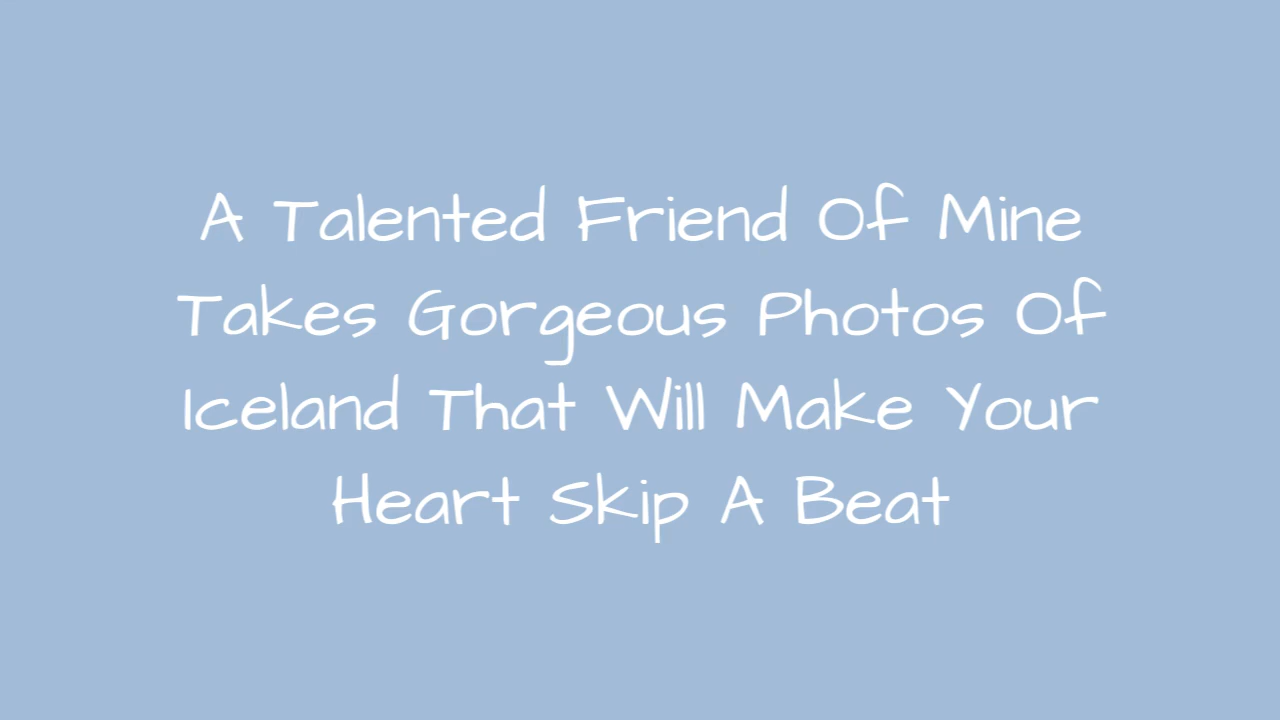 A Talented Friend Of Mine
Takes Gorgeous Photos Of
Iceland That Will Make Your
Heart Skip A Beat